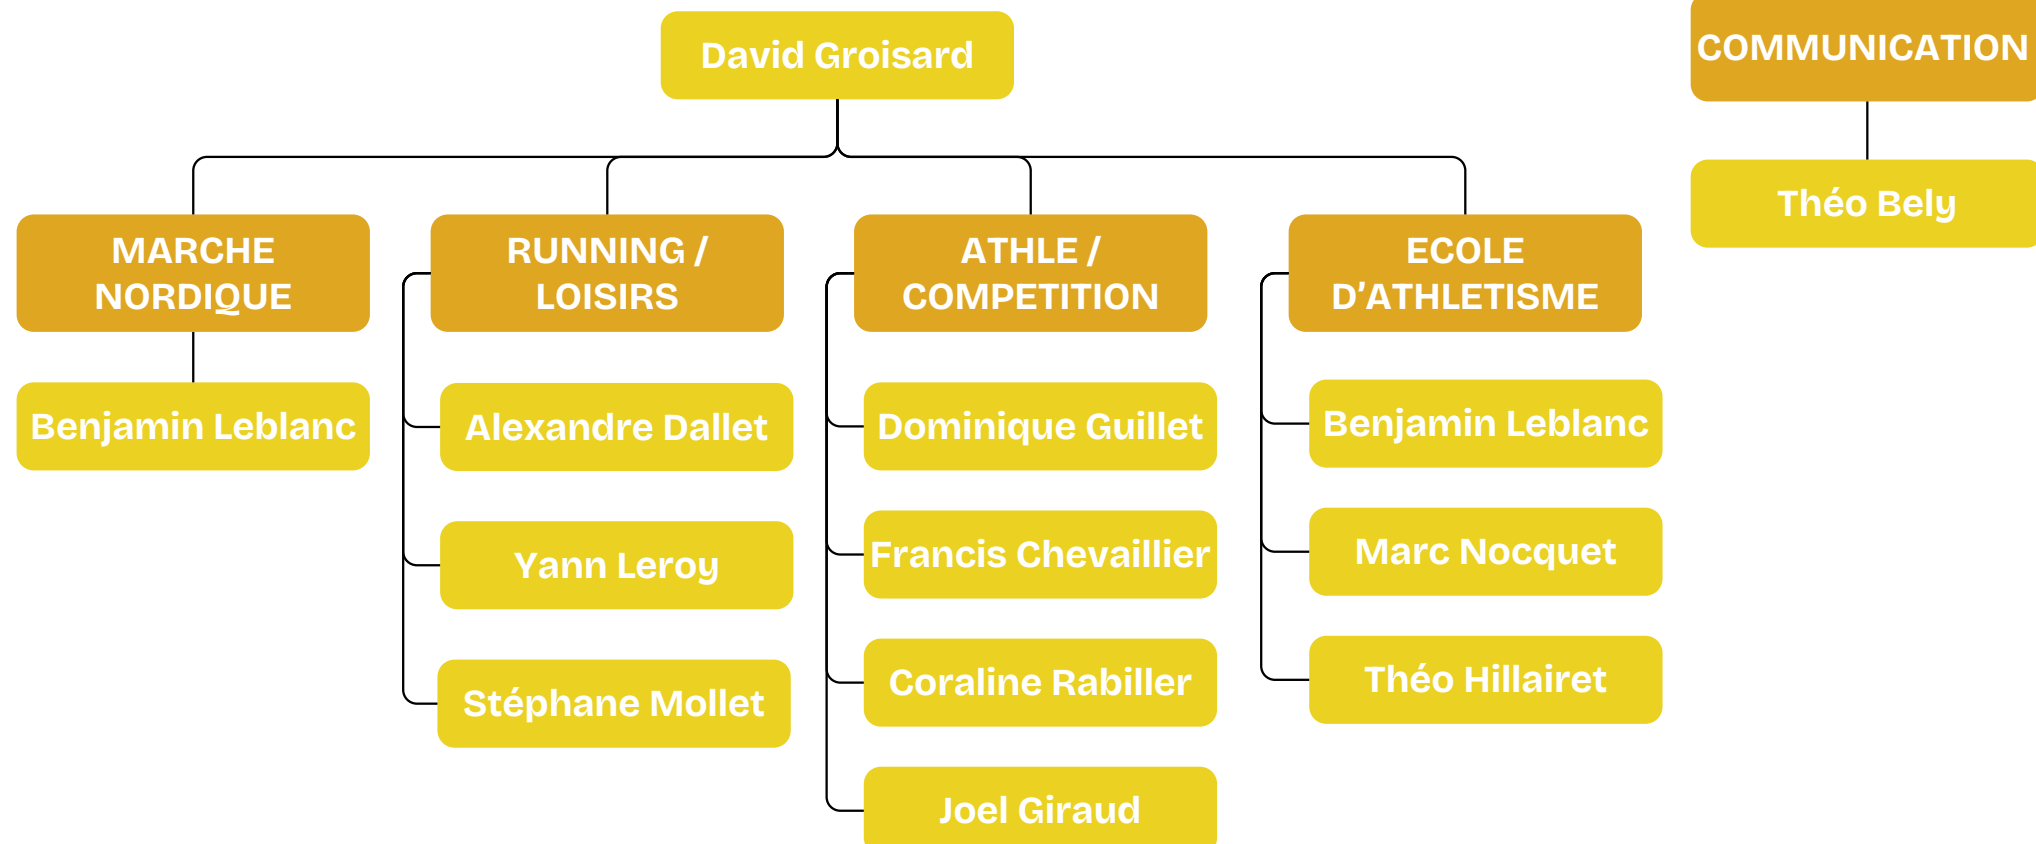 David Groisard
COMMUNICATION
Théo Bely
MARCHE
NORDIQUE
Benjamin Leblanc
RUNNING /
LOISIRS
Alexandre Dallet
Yann Leroy
Stéphane Mollet
ATHLE /
COMPETITION
Dominique Guillet
Francis Chevaillier
Coraline Rabiller
Joel Giraud
ECOLE
D'ATHLETISME
Benjamin Leblanc
Marc Nocquet
Théo Hillairet